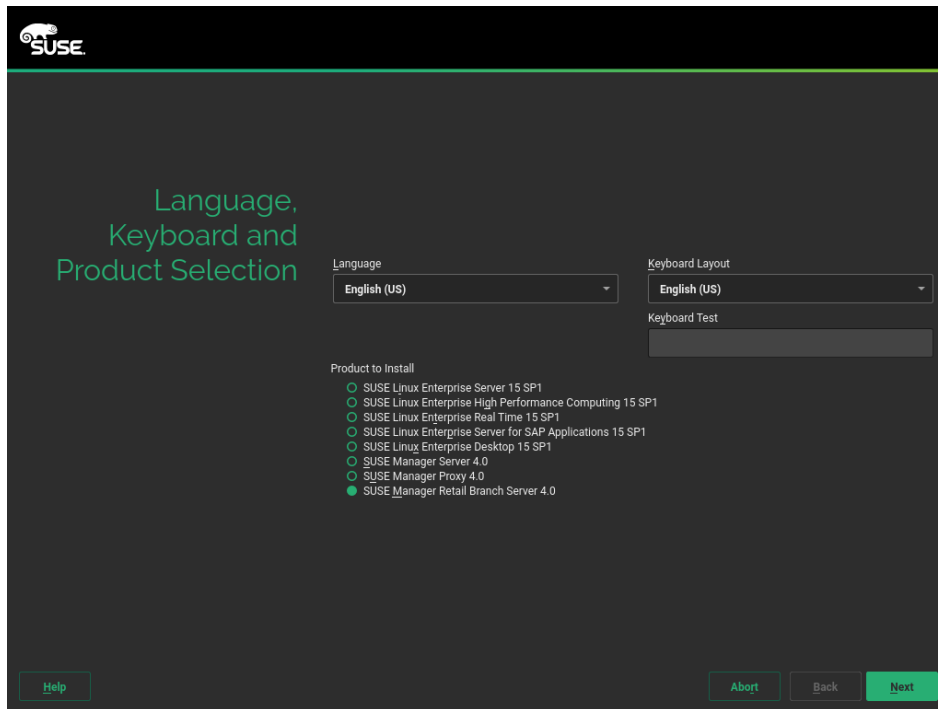 SUSE.
Language,
Keyboard and
Product Selection
Language
Keyboard Layout
English (US)
English (US)
Keyboard Test
Product to Install
SUSE Linux Enterprise Server 15 SP1
SUSE Linux Enterprise High Performance Computing 15 SP1
SUSE Linux Enterprise Real Time 15 SP1
SUSE Linux Enterprise Server for SAP Applications 15 SP1
SUSE Linux Enterprise Desktop 15 SP1
SUSE Manager Server 4.0
SUSE Manager Proxy 4.0
SUSE Manager Retail Branch Server 4.0
Help
Abort
Back
Next